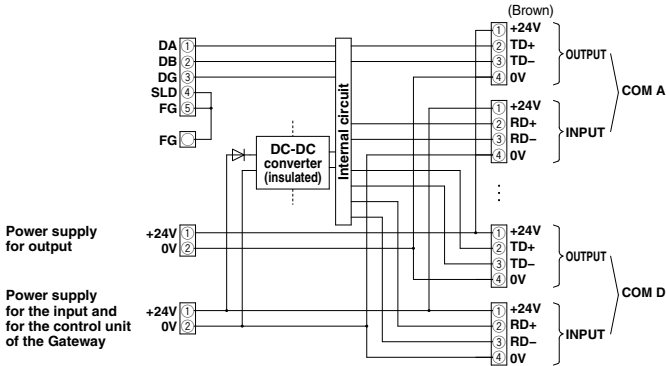 (Brown)
DA ①
DB ②
DG ③
SLD ④
FG ⑤
FG
DC-DC
converter
(insulated)
Internal circuit
① +24V
② TD+
③ TD−
④ 0V
OUTPUT
① +24V
② RD+
③ RD−
④ 0V
INPUT
COM A
Power supply
for output
+24V ①
0V ②
① +24V
② TD+
③ TD−
④ 0V
OUTPUT
Power supply
for the input and
for the control unit
of the Gateway
+24V ①
0V ②
① +24V
② RD+
③ RD−
④ 0V
INPUT
COM D